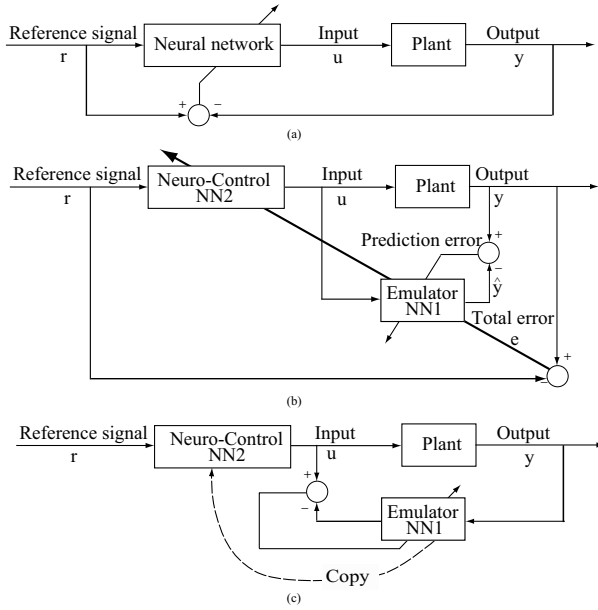 Reference signal
r
Neural network
Input
u
Plant
Output
y
+
−
(a)
Reference signal
r
Neuro-Control
NN2
Input
u
Plant
Output
y
+
Prediction error
−
ŷ
Emulator
NN1
Total error
e
+
−
(b)
Reference signal
r
Neuro-Control
NN2
Input
u
Plant
Output
y
+
−
Emulator
NN1
Copy
(c)